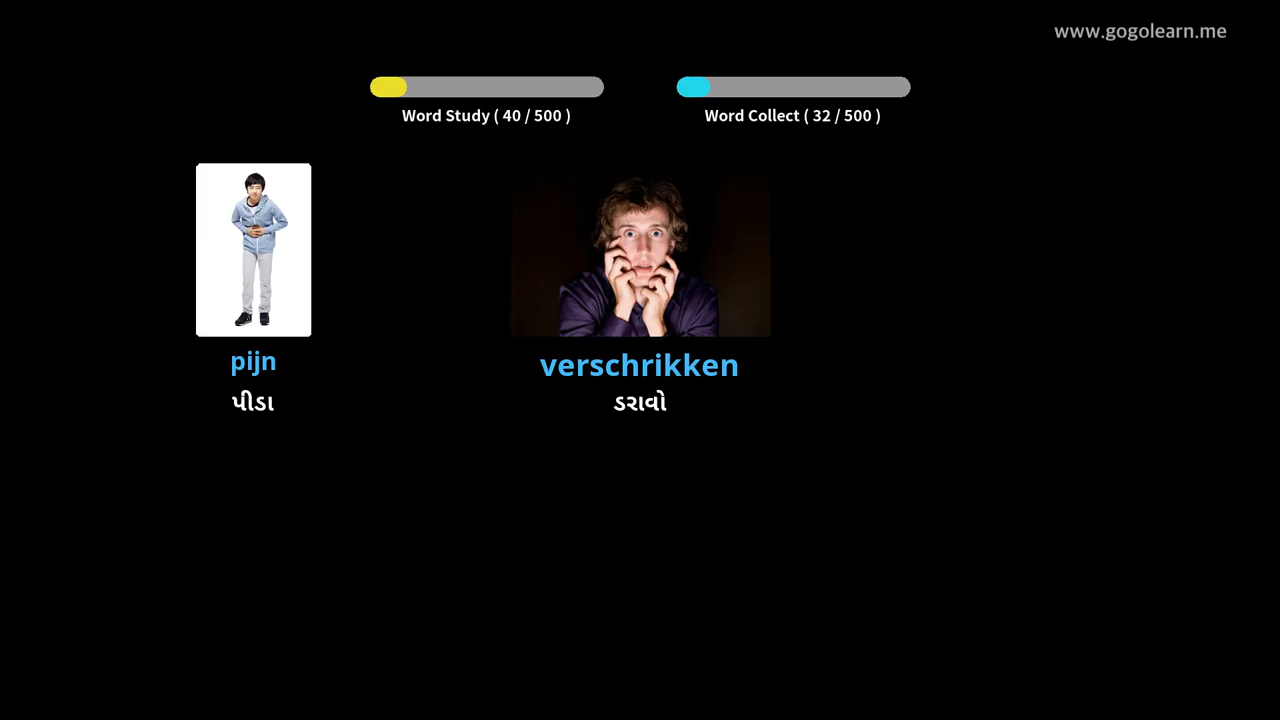 www.gogolearn.me
Word Study ( 40 / 500 )
Word Collect ( 32 / 500 )
pijn
પીડા
verschrikken
ડરાવો